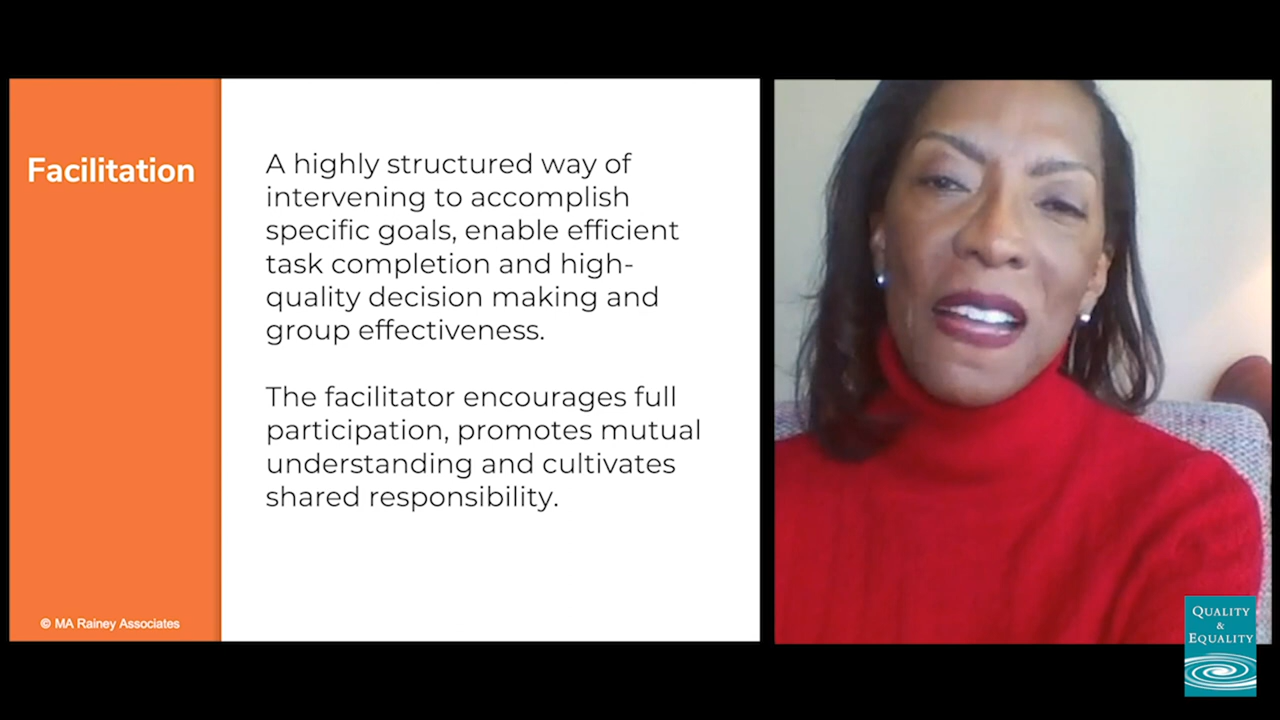 Facilitation
A highly structured way of
intervening to accomplish
specific goals, enable efficient
task completion and high-
quality decision making and
group effectiveness.
The facilitator encourages full
participation, promotes mutual
understanding and cultivates
shared responsibility.
© MA Rainey Associates
QUALITY
&
EQUALITY